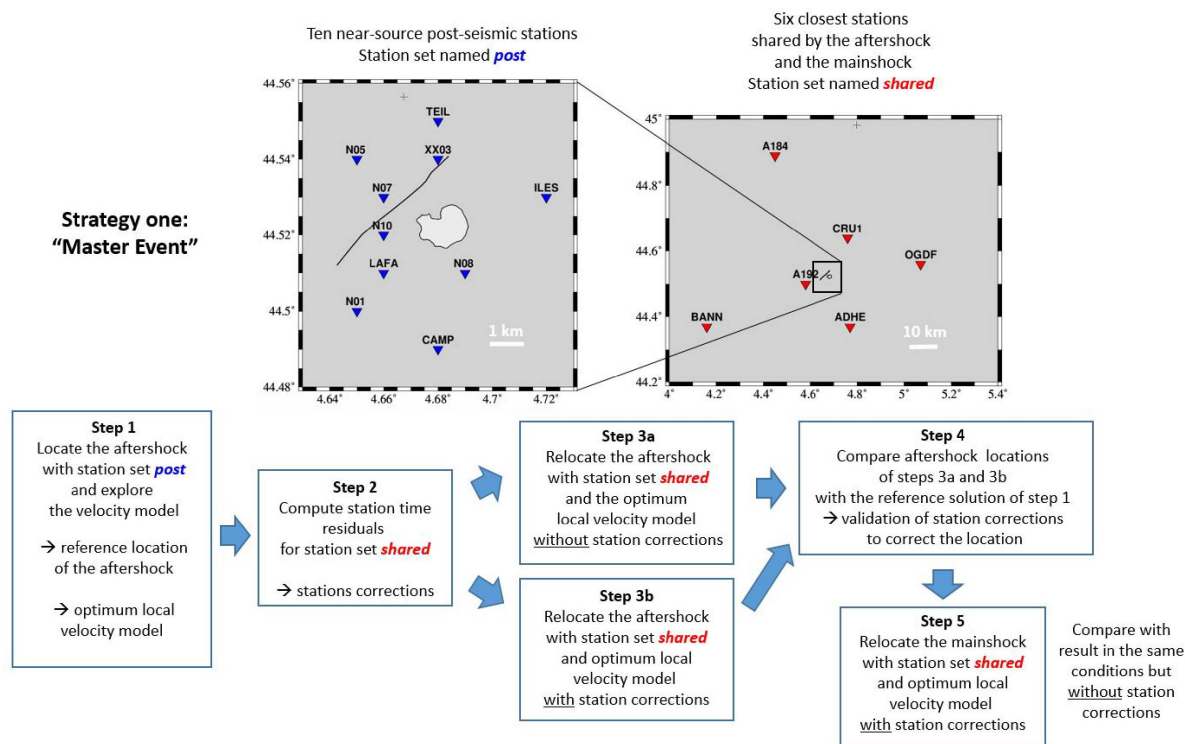 Ten near-source post-seismic stations
Station set named post
Six closest stations
shared by the aftershock
and the mainshock
Station set named shared
Strategy one:
“Master Event”
44.56°
44.54°
44.52°
44.5°
44.48°
4.64°
4.66°
4.68°
4.7°
4.72°
TEIL
N05
XX03
N07
ILES
N10
LAFA
N08
N01
CAMP
1 km
45°
44.8°
44.6°
44.4°
44.2°
4°
4.2°
4.4°
4.6°
4.8°
5°
5.2°
5.4°
A184
CRU1
OGDF
A192
BANN
ADHE
10 km
Step 1
Locate the aftershock
with station set post
and explore
the velocity model
→ reference location
of the aftershock
→ optimum local
velocity model
Step 2
Compute station time
residuals
for station set shared
→ stations corrections
Step 3a
Relocate the aftershock
with station set shared
and the optimum
local velocity model
without station corrections
Step 3b
Relocate the aftershock
with station set shared
and optimum local
velocity model
with station corrections
Step 4
Compare aftershock locations
of steps 3a and 3b
with the reference solution of step 1
→ validation of station corrections
to correct the location
Step 5
Relocate the mainshock
with station set shared
and optimum local
velocity model
with station corrections
Compare with
result in the same
conditions but
without station
corrections